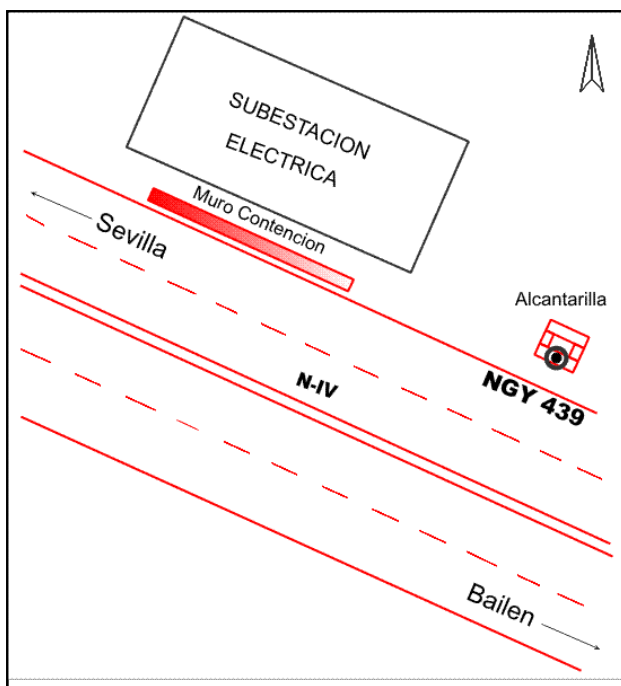 SUBESTACION
ELECTRICA
Muro Contencion
Sevilla
Alcantarilla
NGY 439
N-IV
Bailen